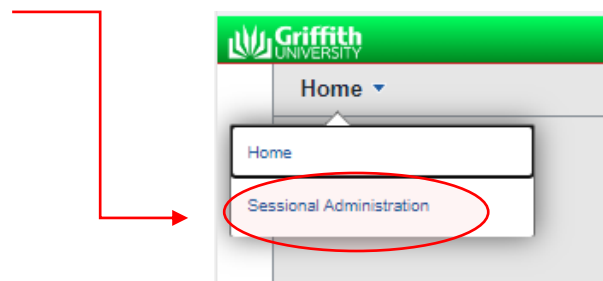 Griffith
UNIVERSITY
Home
Home
Sessional Administration